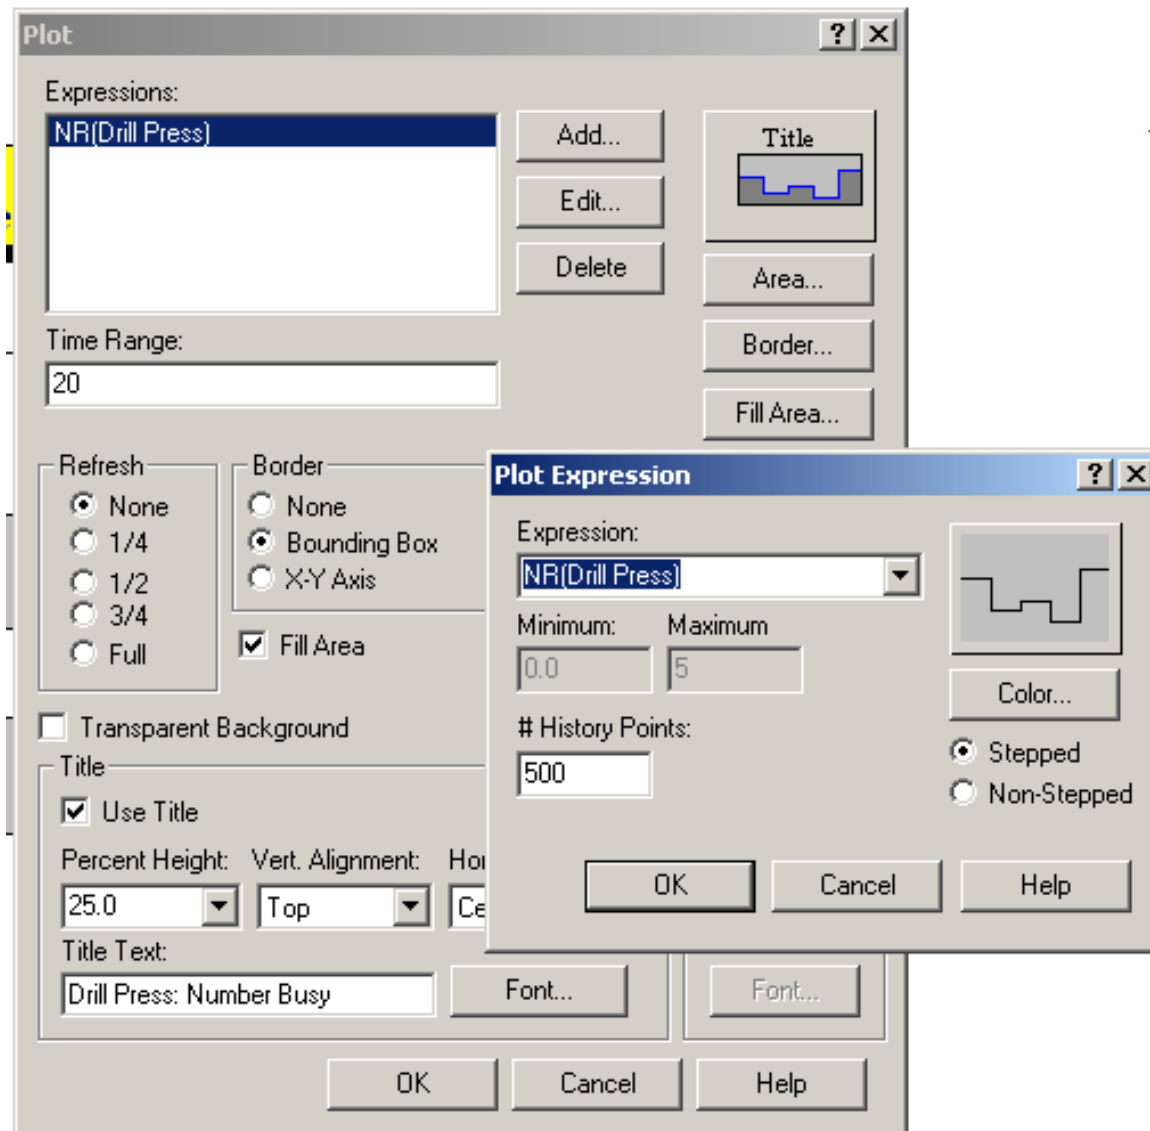 Plot
Expressions:
NR(Drill Press)
Add...
Edit...
Delete
Title
Area...
Border...
Fill Area...
Time Range:
20
Refresh
None
1/4
1/2
3/4
Full
Border
None
Bounding Box
X-Y Axis
Fill Area
Transparent Background
Title
Use Title
Percent Height: Vert. Alignment: Hor
25.0 Top Ce
Title Text:
Drill Press: Number Busy Font... Font...
OK Cancel Help
Plot Expression
Expression:
NR(Drill Press)
Minimum: Maximum
0.0 5
# History Points:
500
Color...
Stepped
Non-Stepped
OK Cancel Help